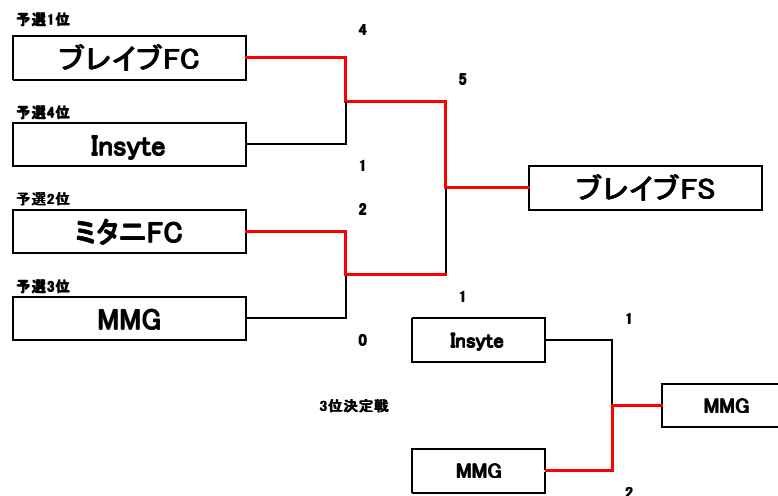 予選1位
4
ブレイブFC
5
予選4位
Insyte
1
予選2位
2
ブレイブFS
ミタニFC
予選3位
1
MMG
0
Insyte
1
3位決定戦
MMG
MMG
2